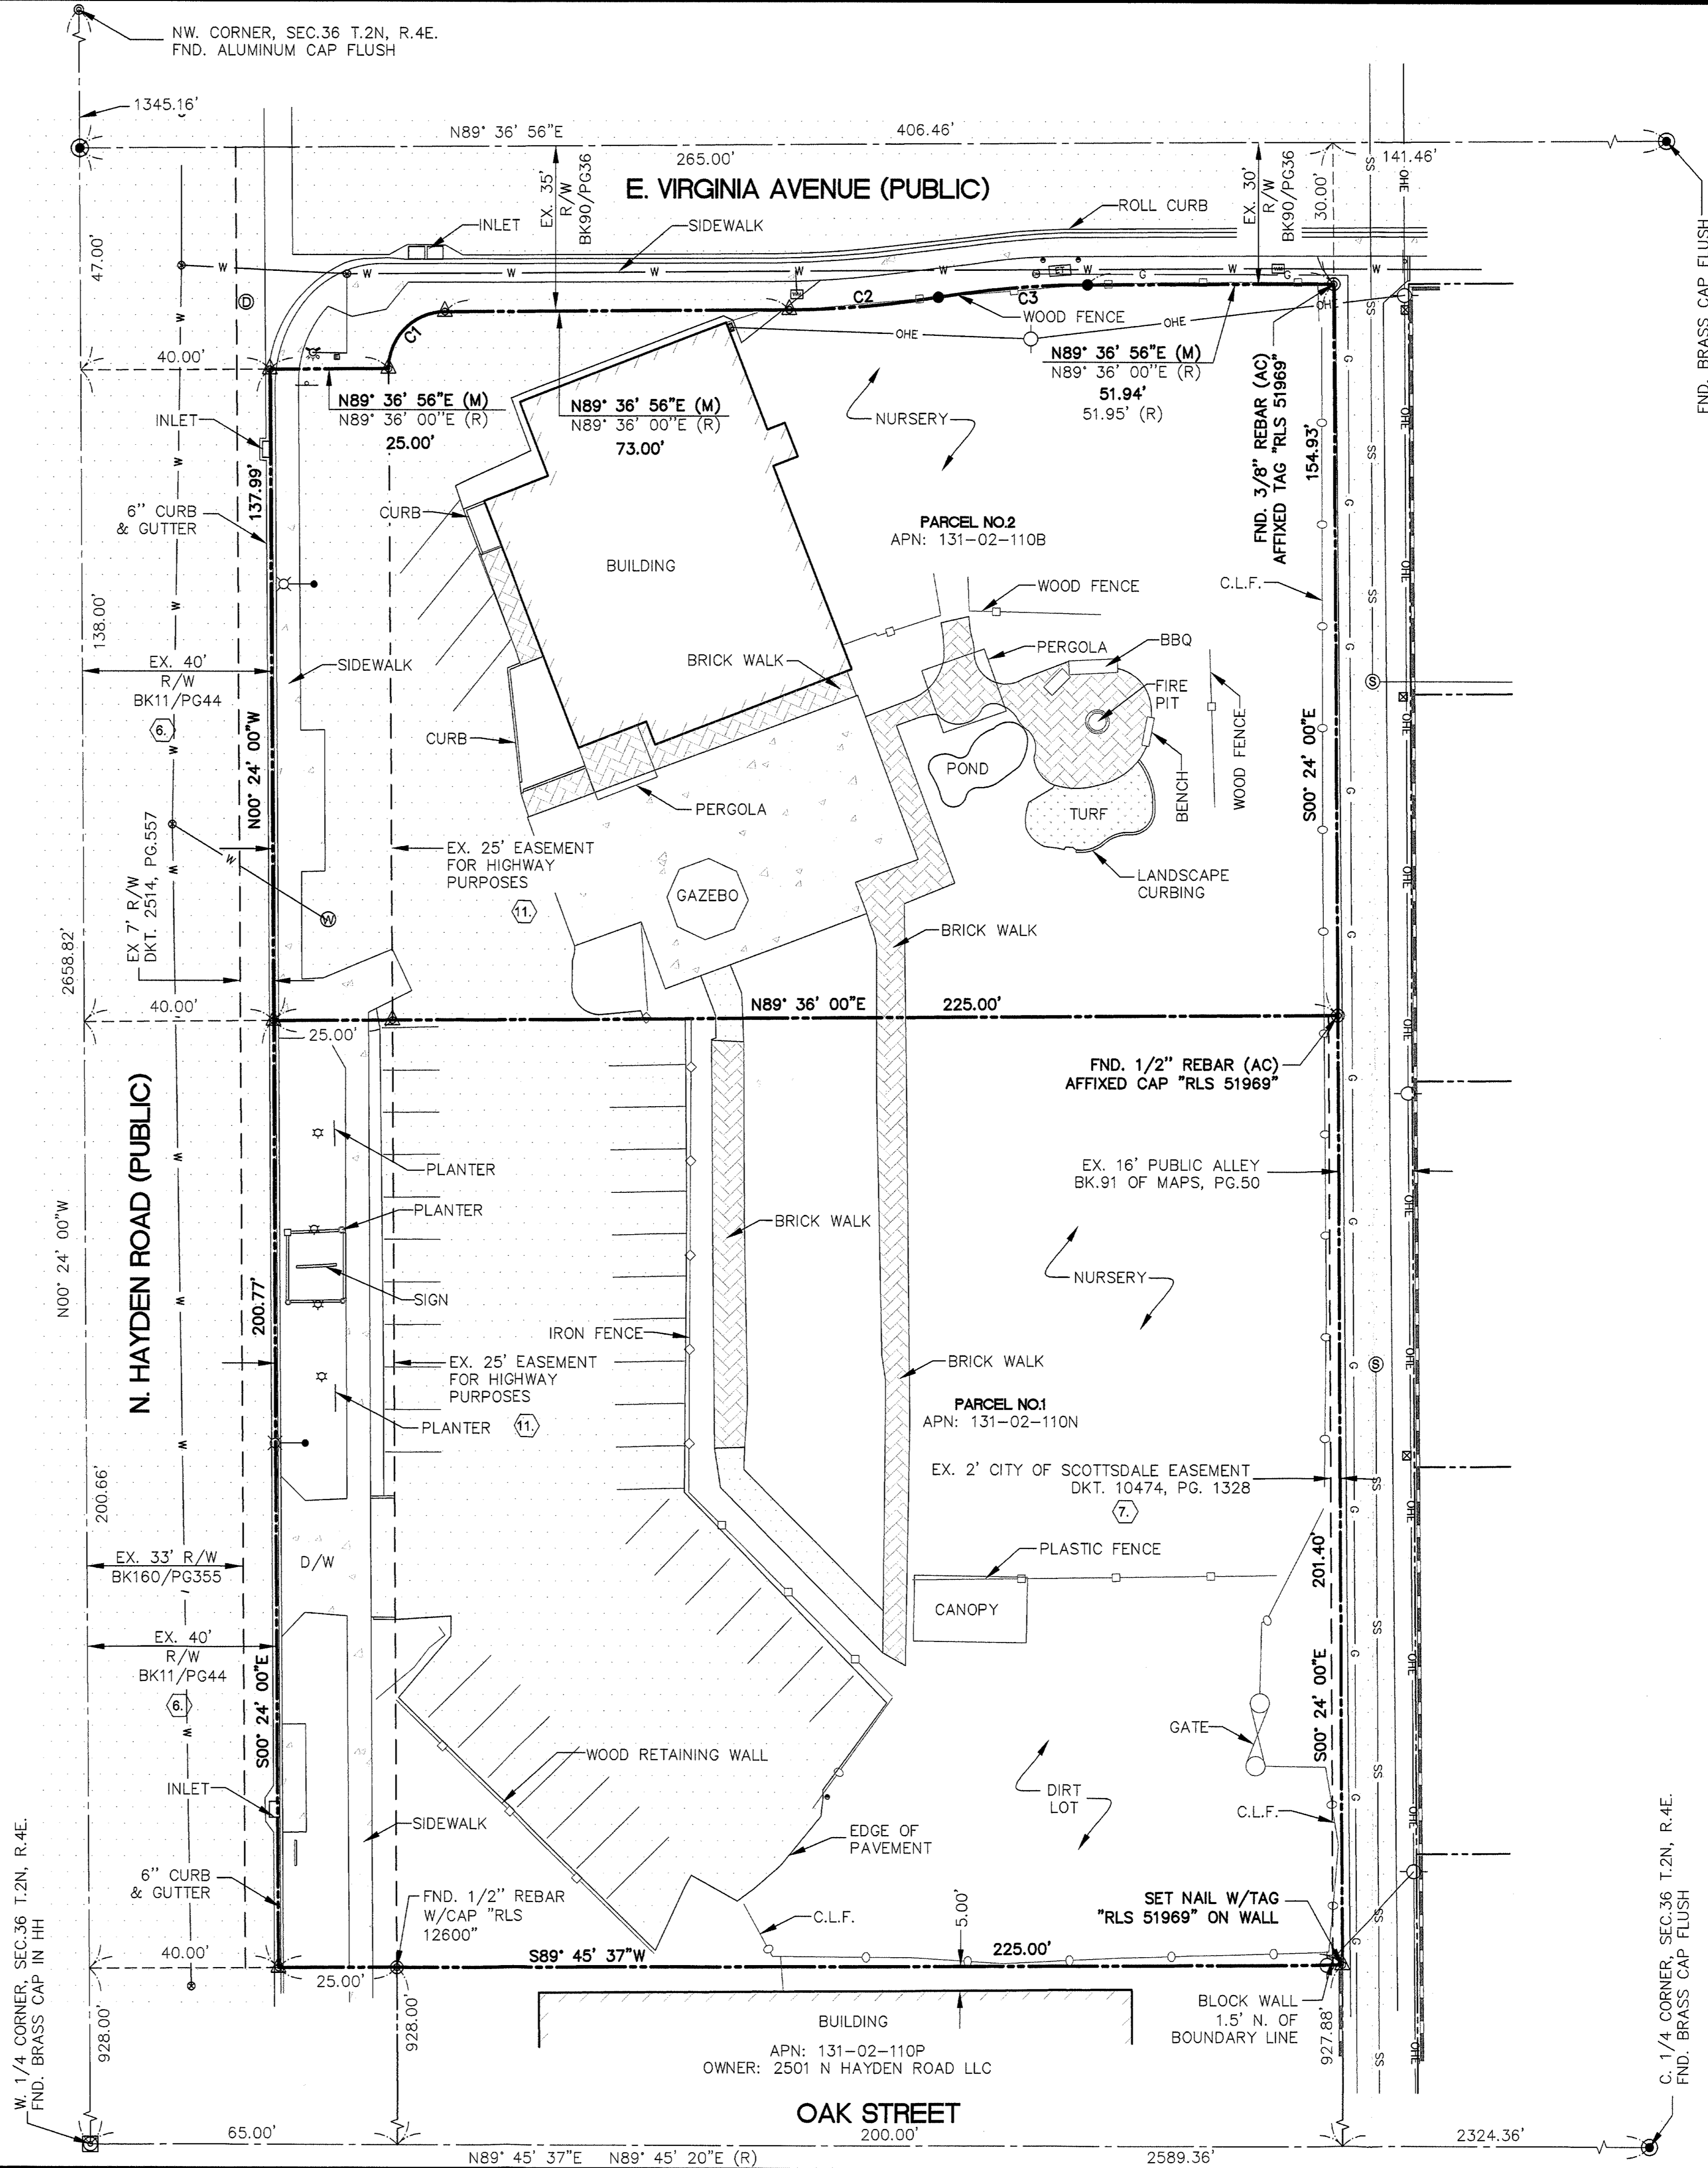 NW. CORNER, SEC.36 T.2N, R.4E.
FND. ALUMINUM CAP FLUSH
1345.16'
N89° 36' 56"E
406.46'
265.00'
141.46'
E. VIRGINIA AVENUE (PUBLIC)
EX. 35'
R/W
BK90/PG36
EX. 30'
R/W
BK90/PG36
30.00'
FND. BRASS CAP FLUSH
ROLL CURB
INLET
SIDEWALK
47.00'
D
C1
C2
C3
WOOD FENCE
OHE
OHE
OHE
40.00'
N89° 36' 56"E (M)
N89° 36' 00"E (R)
25.00'
N89° 36' 56"E (M)
N89° 36' 00"E (R)
73.00'
N89° 36' 56"E (M)
N89° 36' 00"E (R)
51.94'
51.95' (R)
FND. 3/8" REBAR (AC)
AFFIXED TAG "RLS 51969"
154.93'
NURSERY
INLET
137.99'
6" CURB
& GUTTER
CURB
BUILDING
PARCEL NO.2
APN: 131-02-110B
C.L.F.
WOOD FENCE
138.00'
SIDEWALK
EX. 40'
R/W
BK11/PG44
6.
BRICK WALK
PERGOLA
BBQ
FIRE
PIT
WOOD FENCE
BENCH
POND
TURF
CURB
N00° 24' 00"W
S00° 24' 00"E
PERGOLA
EX. 25' EASEMENT
FOR HIGHWAY
PURPOSES
11.
GAZEBO
LANDSCAPE
CURBING
BRICK WALK
W
EX 7' R/W
DKT. 2514, PG.557
2658.82'
40.00'
25.00'
N89° 36' 00"E
225.00'
FND. 1/2" REBAR (AC)
AFFIXED CAP "RLS 51969"
N. HAYDEN ROAD (PUBLIC)
N00° 24' 00"W
PLANTER
PLANTER
SIGN
EX. 16' PUBLIC ALLEY
BK.91 OF MAPS, PG.50
BRICK WALK
NURSERY
200.77'
IRON FENCE
EX. 25' EASEMENT
FOR HIGHWAY
PURPOSES
PLANTER
11.
BRICK WALK
PARCEL NO.1
APN: 131-02-110N
EX. 2' CITY OF SCOTTSDALE EASEMENT
DKT. 10474, PG. 1328
7.
200.66'
EX. 33' R/W
BK160/PG355
D/W
PLASTIC FENCE
CANOPY
201.40'
EX. 40'
R/W
BK11/PG44
6.
S00° 24' 00"E
S00° 24' 00"E
GATE
WOOD RETAINING WALL
DIRT
LOT
INLET
SIDEWALK
EDGE OF
PAVEMENT
C.L.F.
6" CURB
& GUTTER
FND. 1/2" REBAR
W/CAP "RLS
12600"
C.L.F.
5.00'
SET NAIL W/TAG
"RLS 51969" ON WALL
40.00'
25.00'
S89° 45' 37"W
225.00'
W. 1/4 CORNER, SEC.36 T.2N, R.4E.
FND. BRASS CAP IN HH
928.00'
928.00'
BUILDING
APN: 131-02-110P
OWNER: 2501 N HAYDEN ROAD LLC
BLOCK WALL
1.5' N. OF
BOUNDARY LINE
927.88'
C. 1/4 CORNER, SEC.36 T.2N, R.4E.
FND. BRASS CAP FLUSH
OAK STREET
65.00'
200.00'
2324.36'
N89° 45' 37"E
N89° 45' 20"E (R)
2589.36'